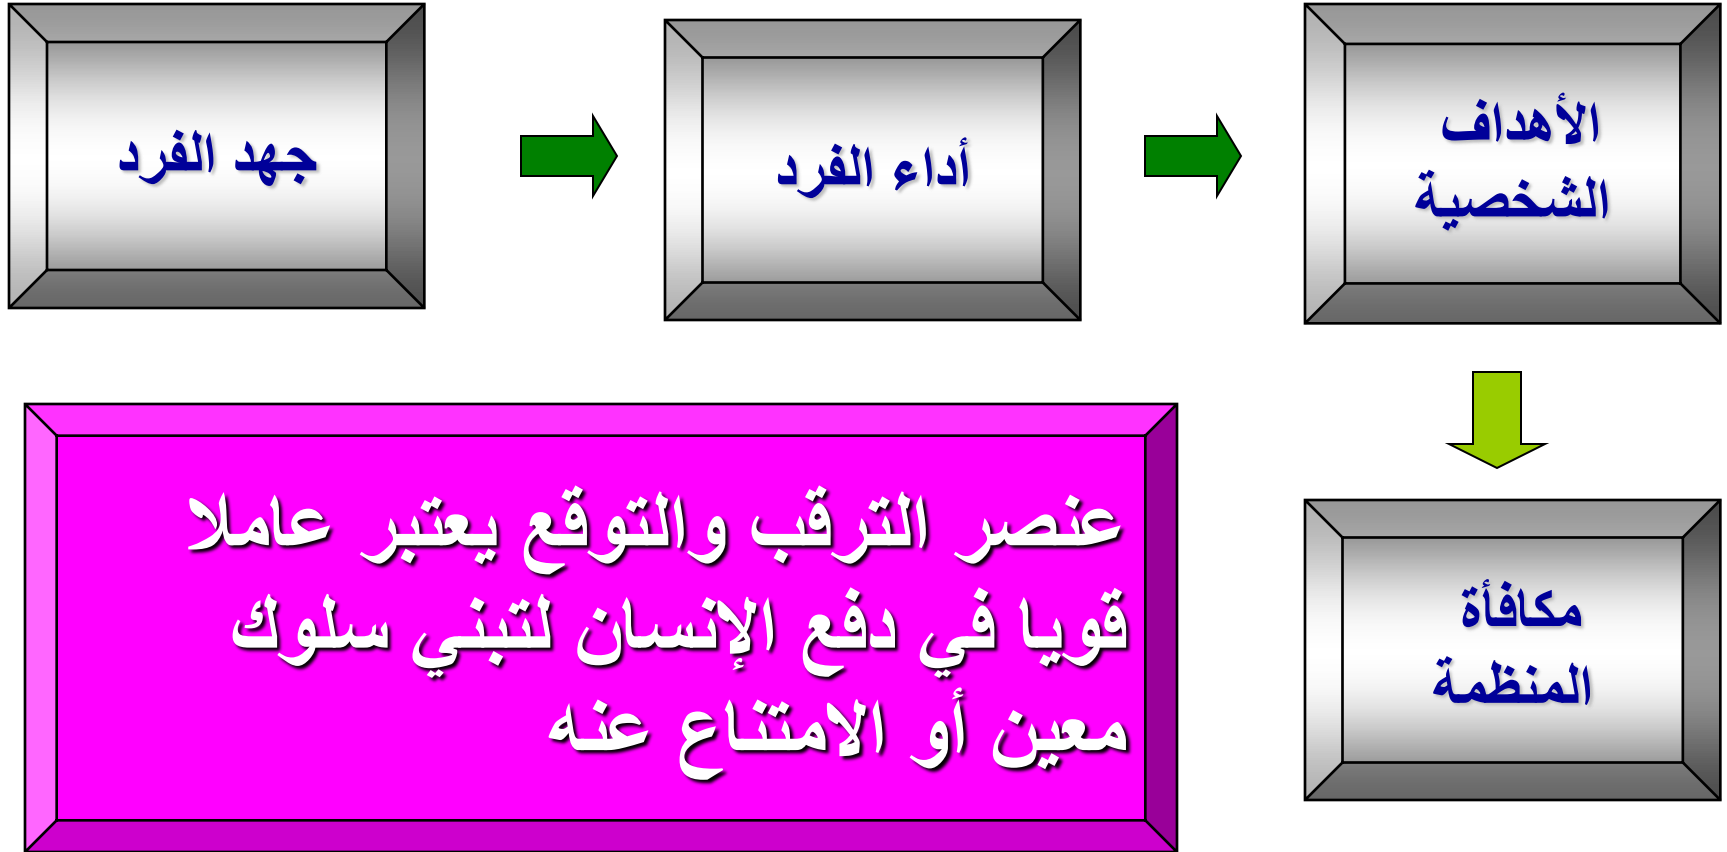 جهد الفرد
أداء الفرد
الأهداف
الشخصية
مكافأة
المنظمة
عنصر الترقب والتوقع يعتبر عاملا
قويا في دفع الإنسان لتبني سلوك
معين أو الامتناع عنه